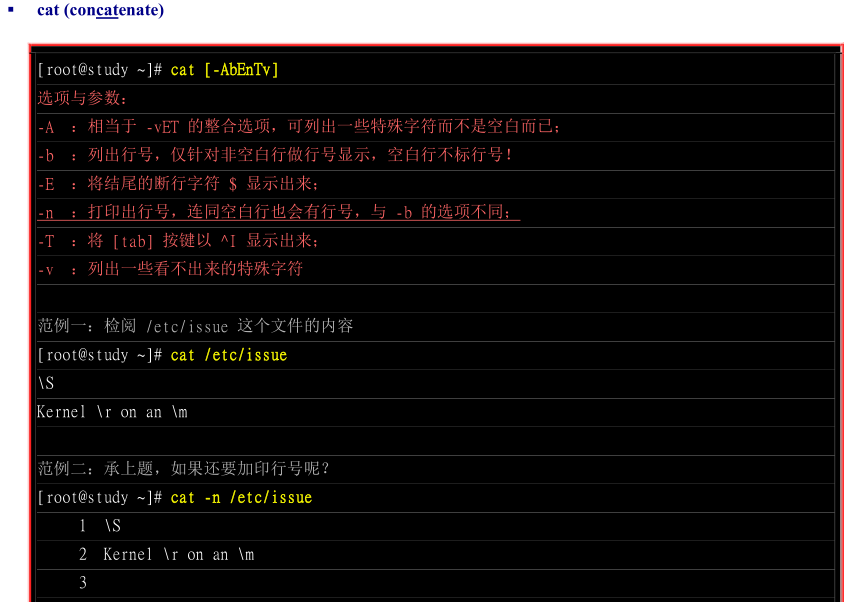 ▪ cat (concatenate)
[root@study ~]# cat [-AbEnTv]
选项与参数：
-A ：相当于 -vET 的整合选项，可列出一些特殊字符而不是空白而已；
-b ：列出行号，仅针对非空白行做行号显示，空白行不标行号！
-E ：将结尾的断行字符 $ 显示出来；
-n ：打印出行号，连同空白行也会有行号，与 -b 的选项不同；
-T ：将 [tab] 按键以 ^I 显示出来；
-v ：列出一些看不出来的特殊字符
范例一：检阅 /etc/issue 这个文件的内容
[root@study ~]# cat /etc/issue
\S
Kernel \r on an \m
范例二：承上题，如果还要加印行号呢？
[root@study ~]# cat -n /etc/issue
1 \S
2 Kernel \r on an \m
3